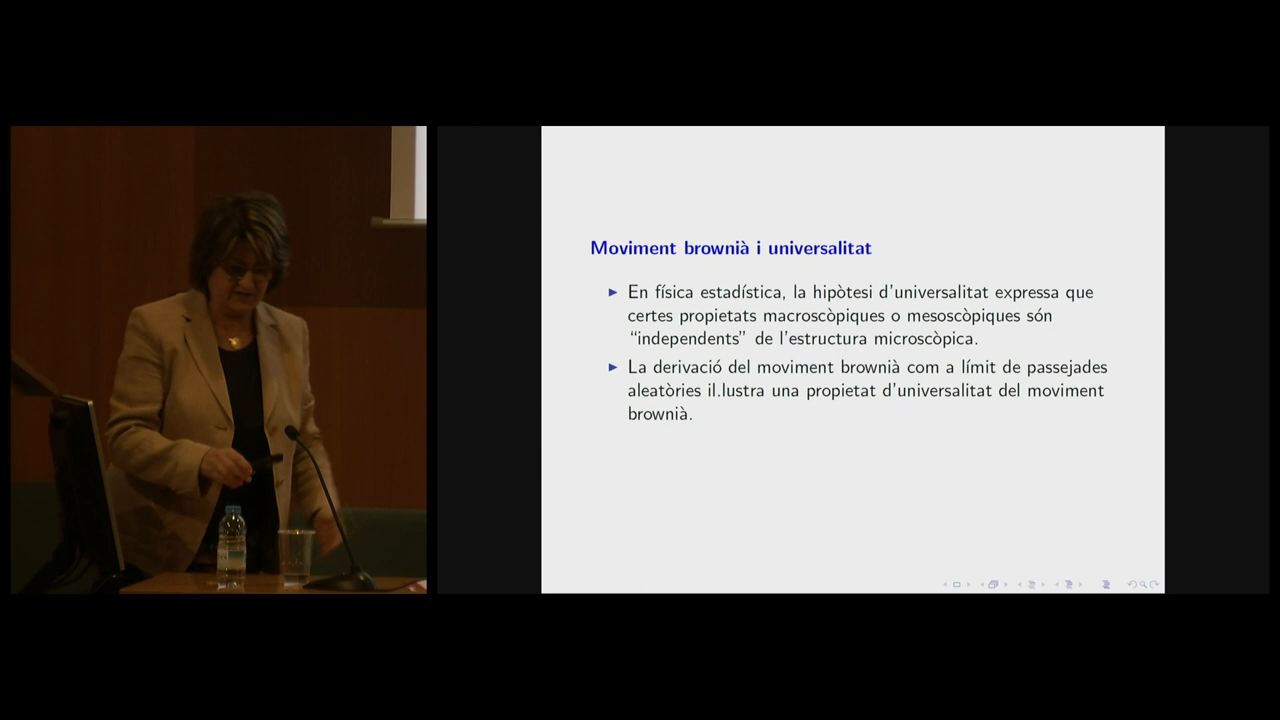 Moviment brownià i universalitat
En física estadística, la hipòtesi d'universalitat expressa que
certes propietats macroscòpiques o mesoscòpiques són
“independents” de l'estructura microscòpica.
La derivació del moviment brownià com a límit de passejades
aleatòries il.lustra una propietat d'universalitat del moviment
brownià.